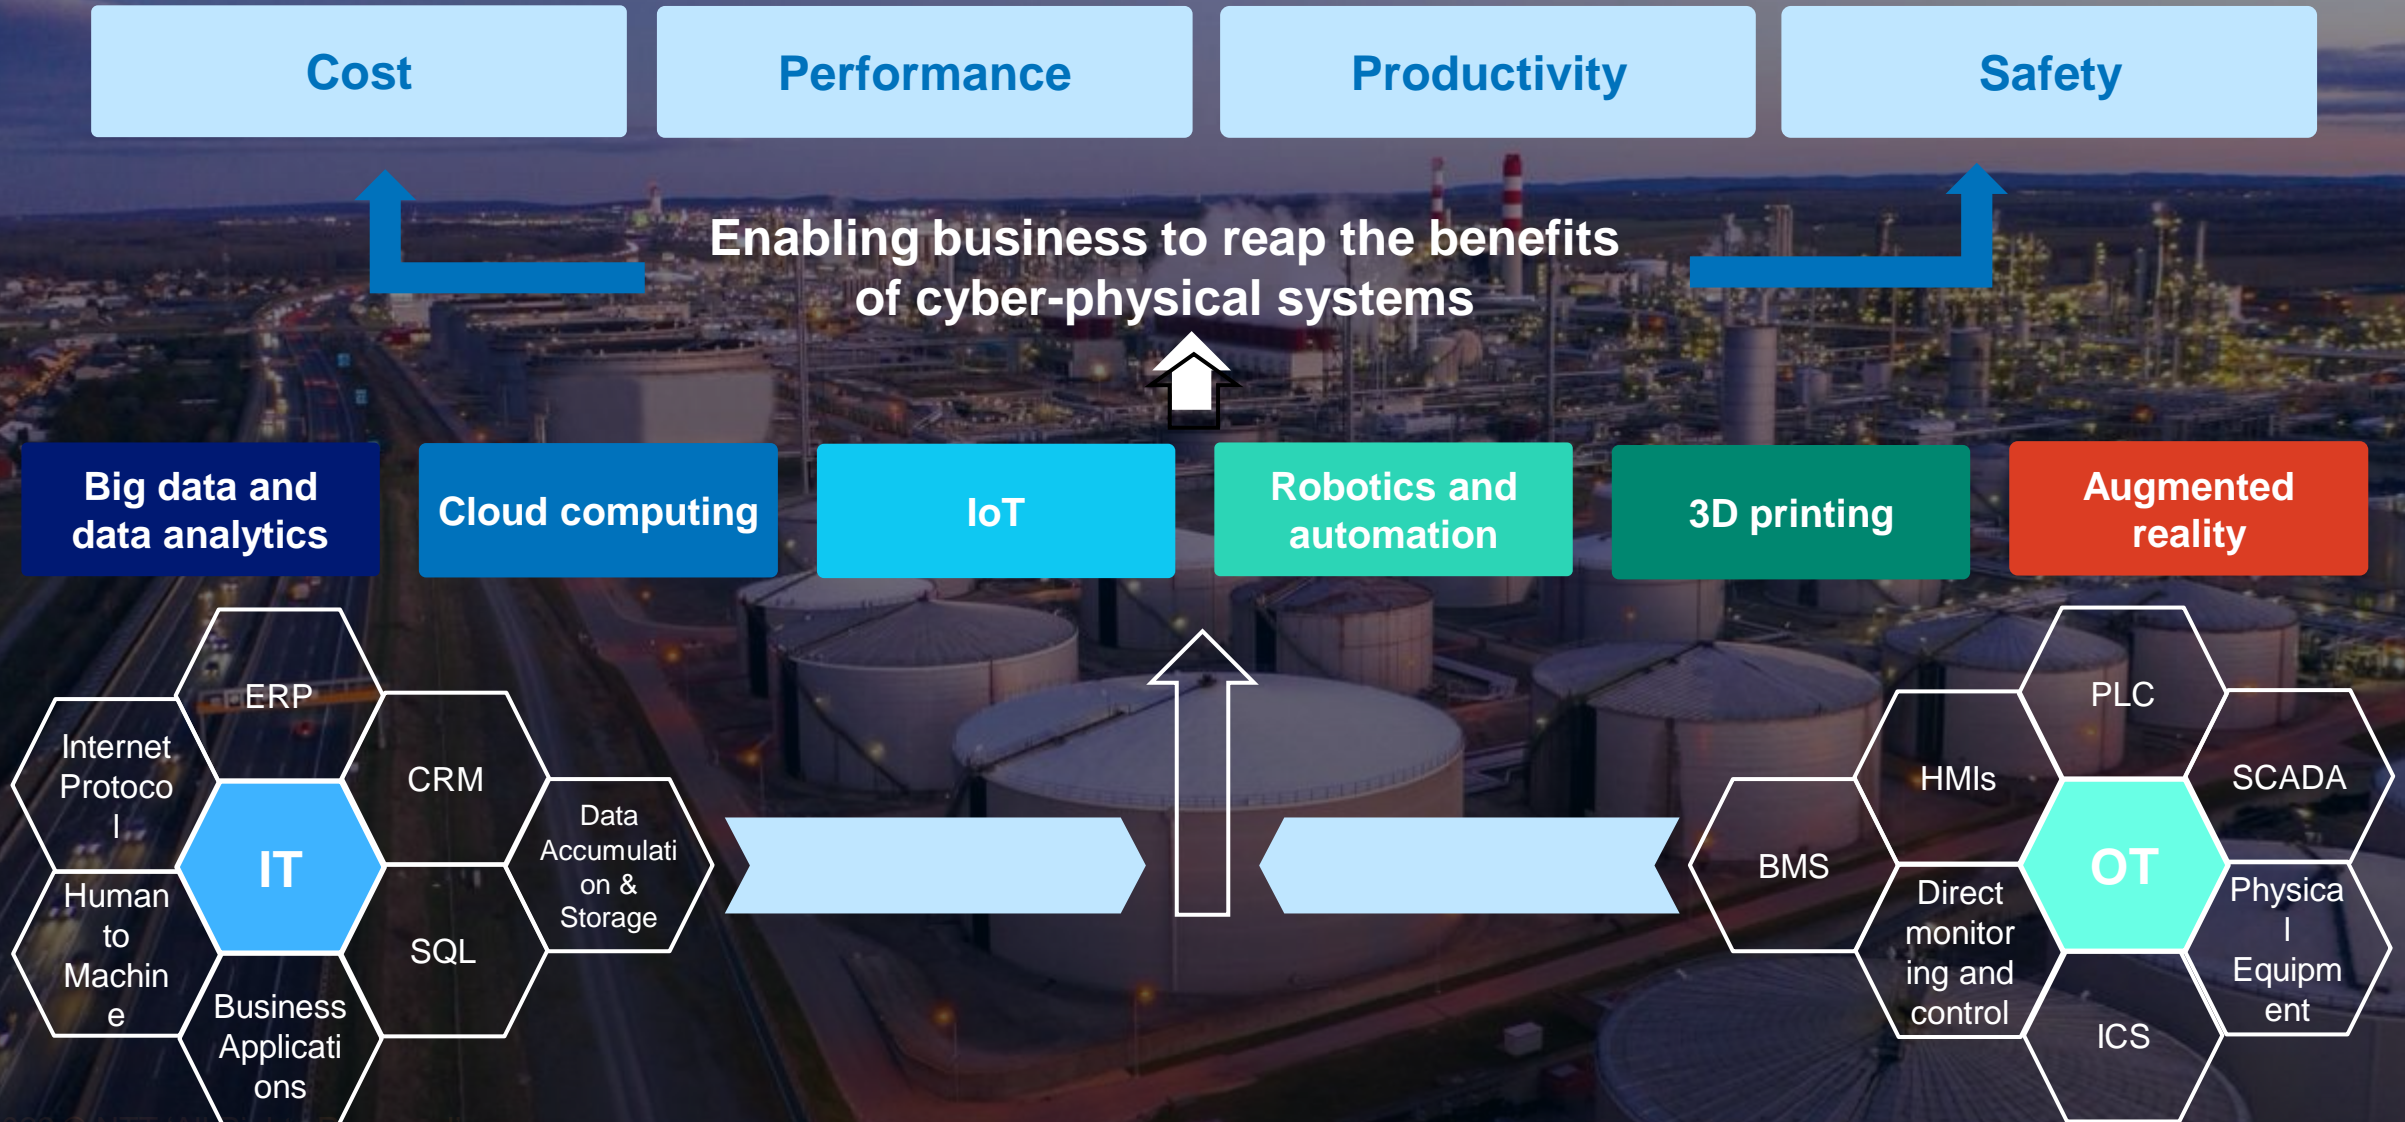 Cost
Performance
Productivity
Safety
Enabling business to reap the benefits
of cyber-physical systems
Big data and
data analytics
Cloud computing
IoT
Robotics and
automation
3D printing
Augmented
reality
ERP
Internet
Protoco
l
CRM
Data
Accumulati
on &
Storage
IT
Human
to
Machin
e
SQL
Business
Applicati
ons
PLC
HMIs
SCADA
BMS
OT
Direct
monitor
ing and
control
Physica
l
Equipm
ent
ICS